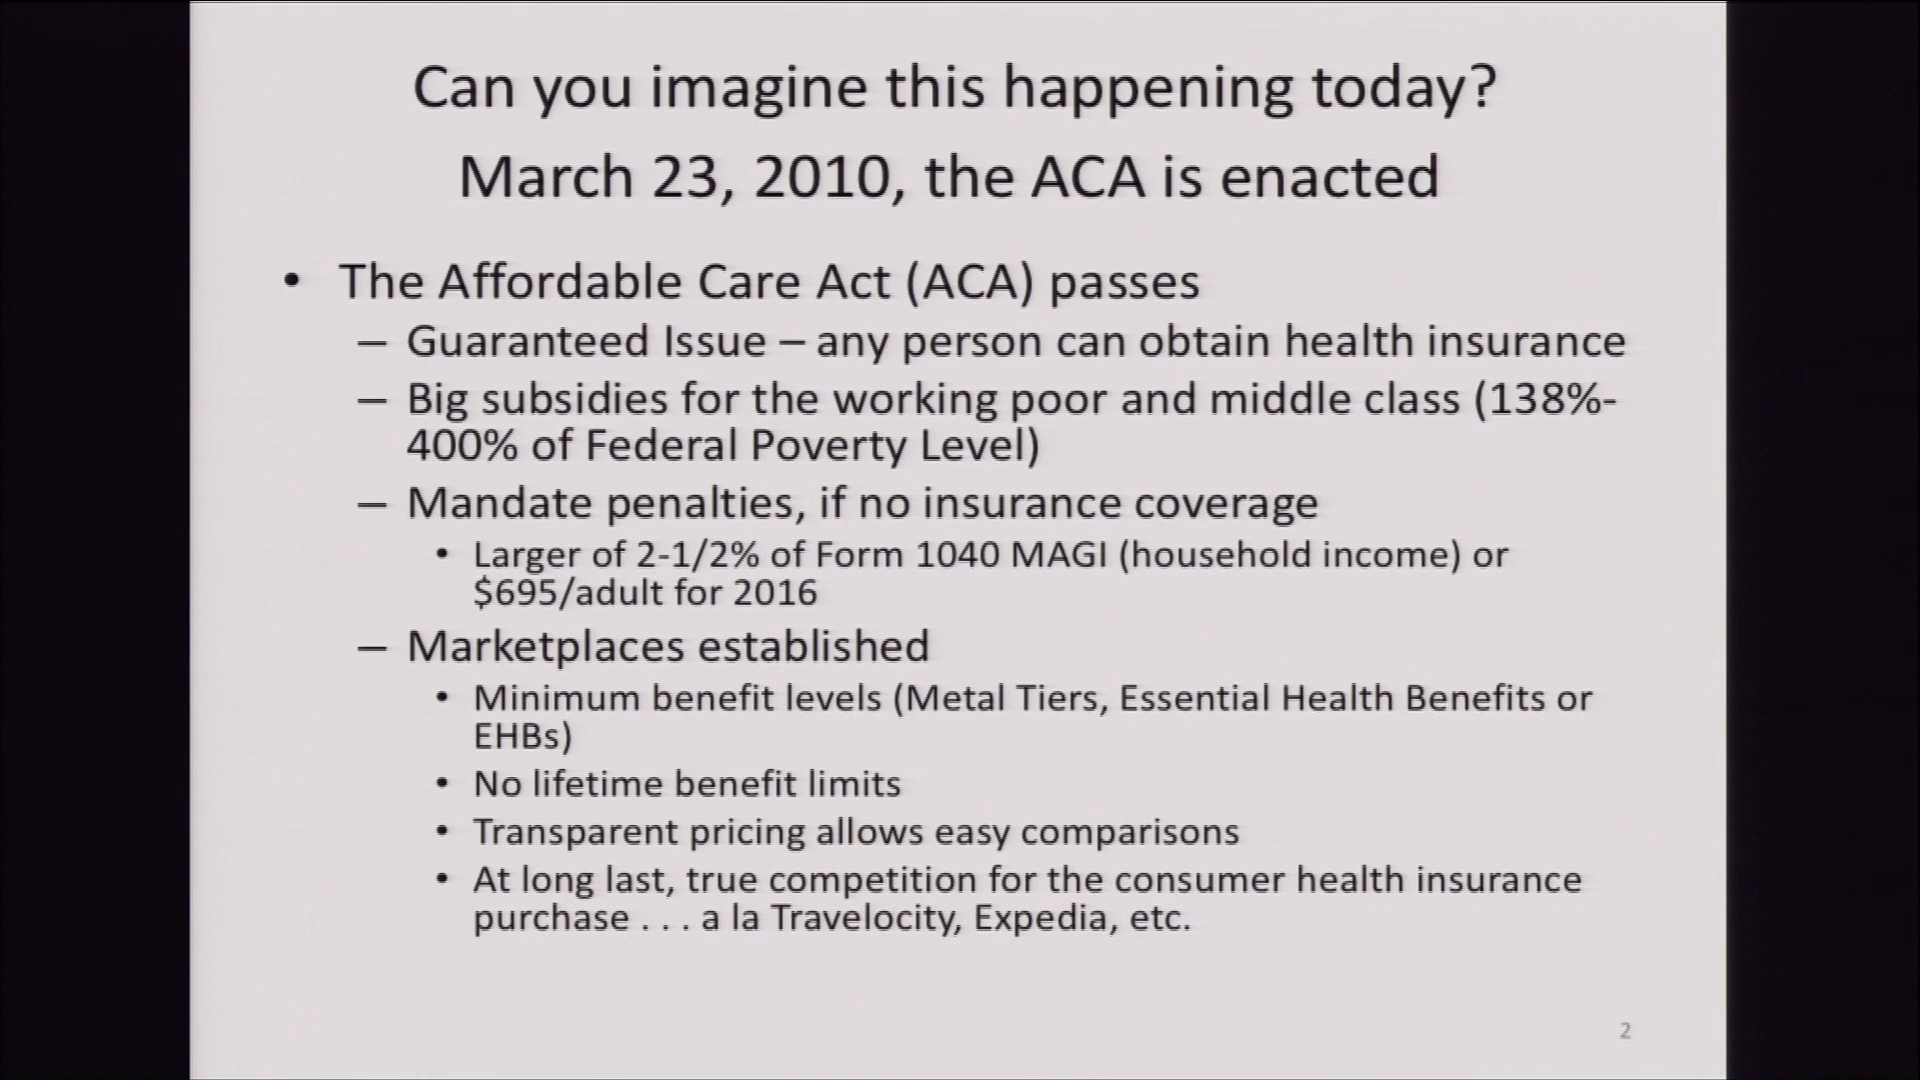 Can you imagine this happening today?
March 23, 2010, the ACA is enacted
• The Affordable Care Act (ACA) passes
– Guaranteed Issue – any person can obtain health insurance
– Big subsidies for the working poor and middle class (138%-
400% of Federal Poverty Level)
– Mandate penalties, if no insurance coverage
• Larger of 2-1/2% of Form 1040 MAGI (household income) or
$695/adult for 2016
– Marketplaces established
• Minimum benefit levels (Metal Tiers, Essential Health Benefits or
EHBs)
• No lifetime benefit limits
• Transparent pricing allows easy comparisons
• At long last, true competition for the consumer health insurance
purchase . . . a la Travelocity, Expedia, etc.
2